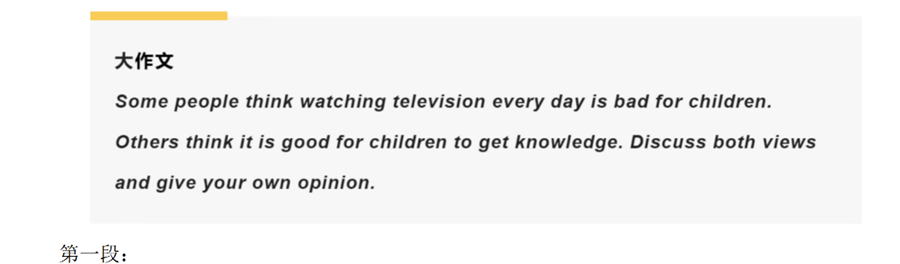 大作文
Some people think watching television every day is bad for children.
Others think it is good for children to get knowledge. Discuss both views
and give your own opinion.
第一段：